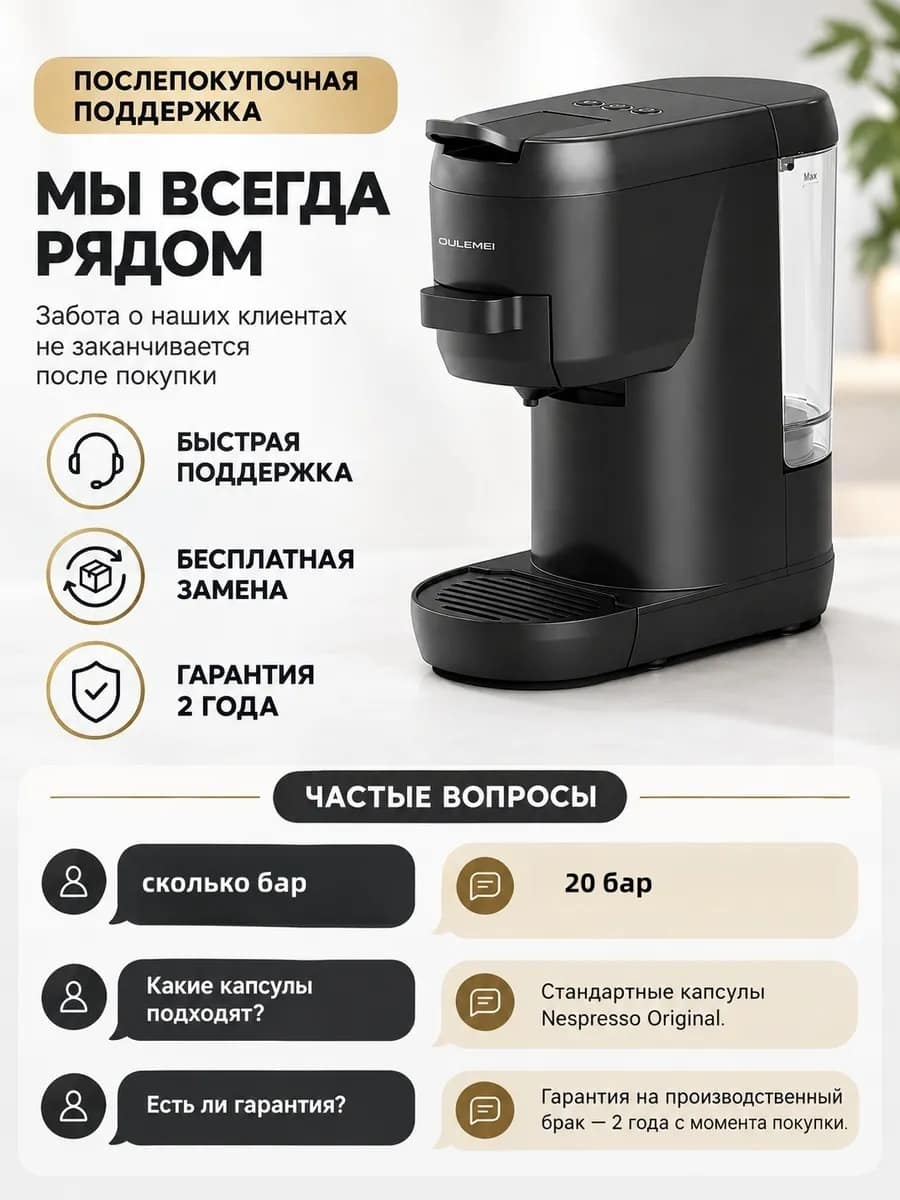 ПОСЛЕПОКУПОЧНАЯ
ПОДДЕРЖКА
МЫ ВСЕГДА
РЯДОМ
Забота о наших клиентах
не заканчивается
после покупки
БЫСТРАЯ
ПОДДЕРЖКА
БЕСПЛАТНАЯ
ЗАМЕНА
ГАРАНТИЯ
2 ГОДА
OULEMEI
Max
ЧАСТЫЕ ВОПРОСЫ
сколько бар
20 бар
Какие капсулы
подходят?
Стандартные капсулы
Nespresso Original.
Есть ли гарантия?
Гарантия на производственный
брак — 2 года с момента покупки.